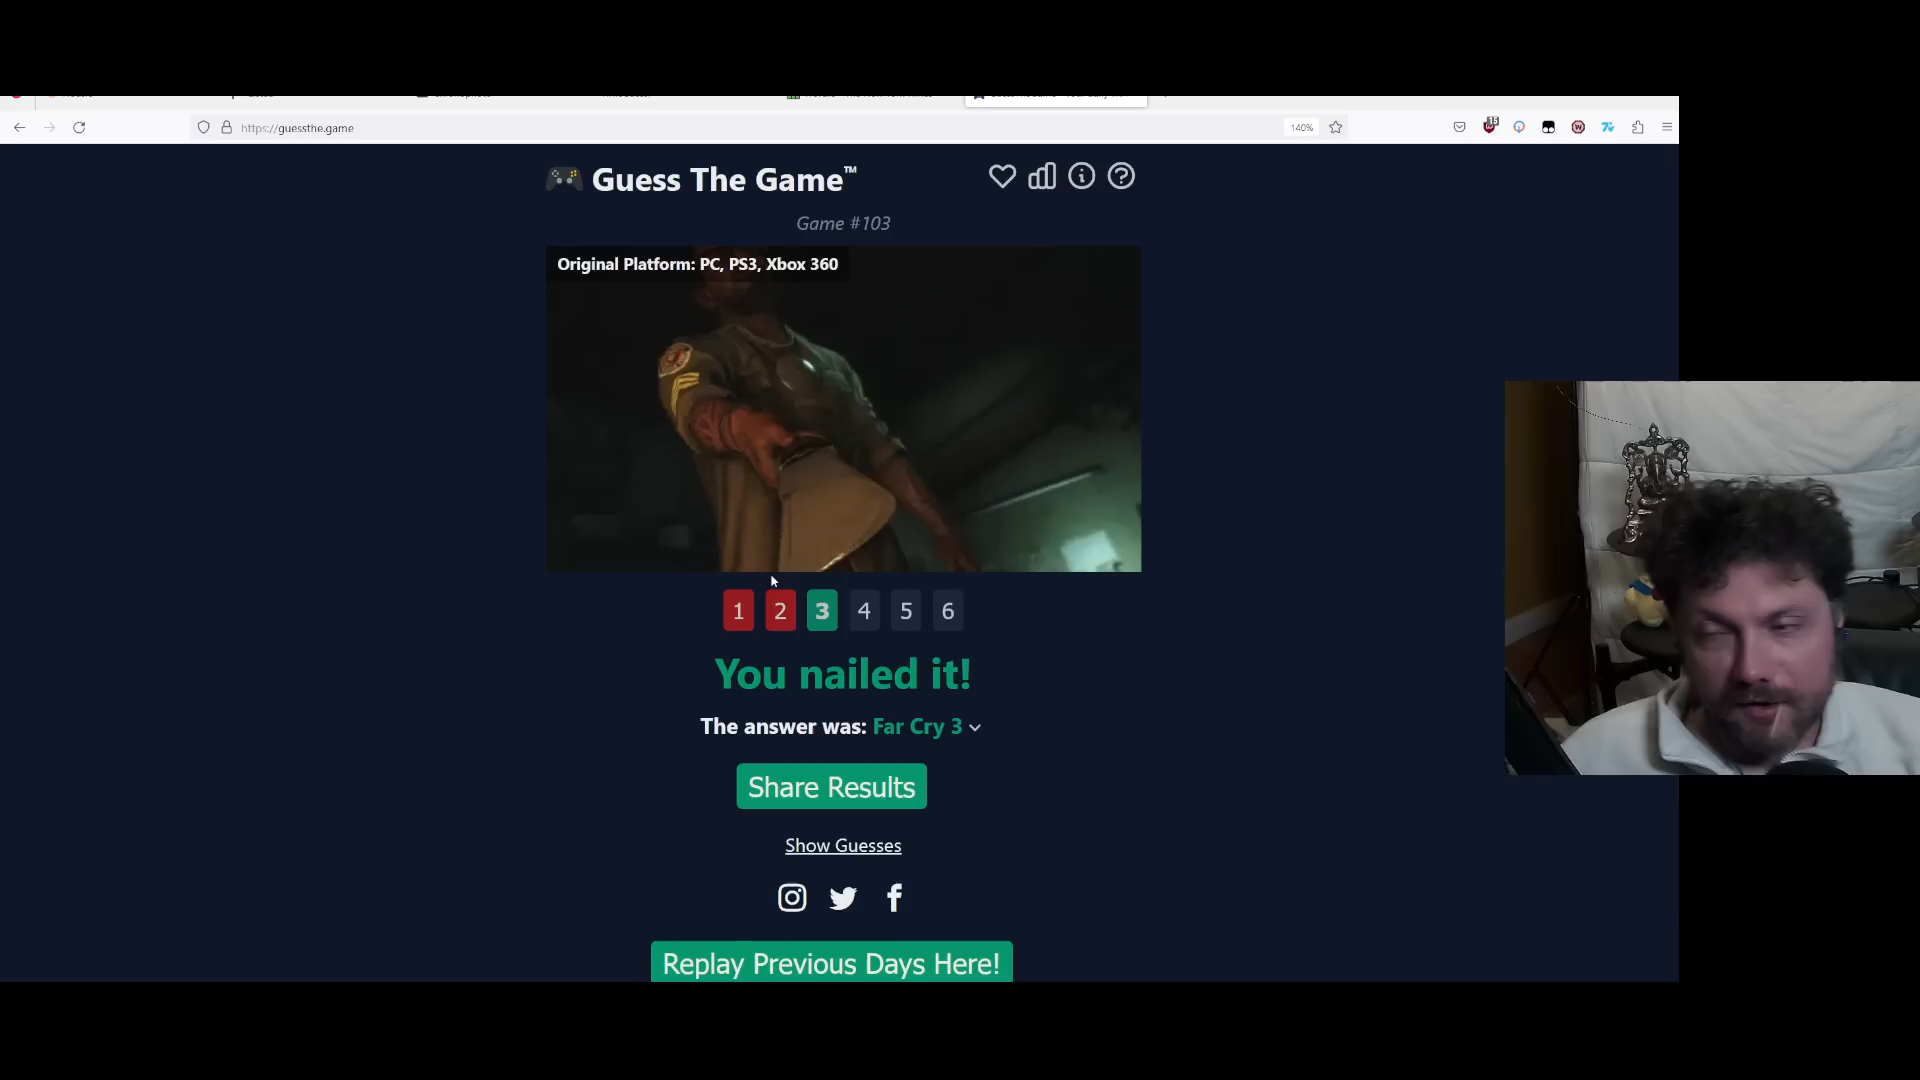 https://guessthe.game
140%
15
Guess The Game™
Game #103
Original Platform: PC, PS3, Xbox 360
1 2 3 4 5 6
You nailed it!
The answer was: Far Cry 3
Share Results
Show Guesses
Replay Previous Days Here!